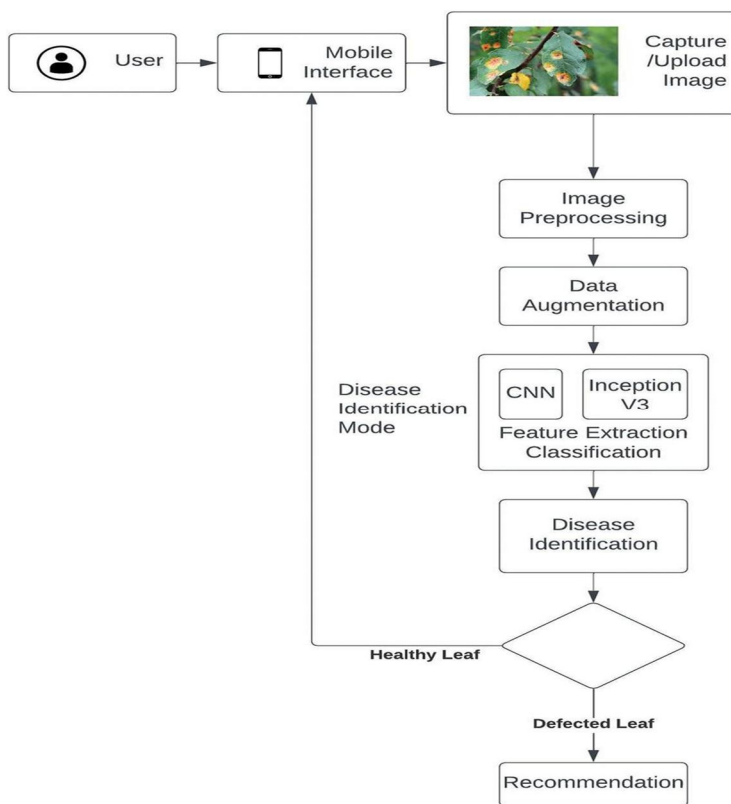 User
Mobile
Interface
Capture
/Upload
Image
Image
Preprocessing
Data
Augmentation
CNN
Inception
V3
Feature Extraction
Classification
Disease
Identification
Mode
Disease
Identification
Healthy Leaf
Defected Leaf
Recommendation